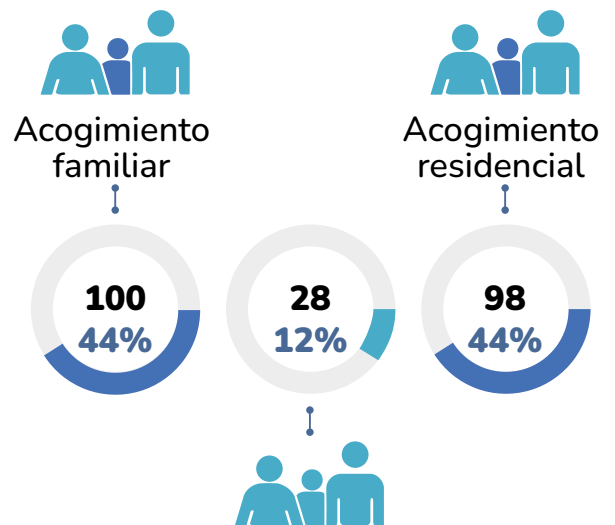 Acogimiento
familiar
Acogimiento
residencial
100
44%
28
12%
98
44%